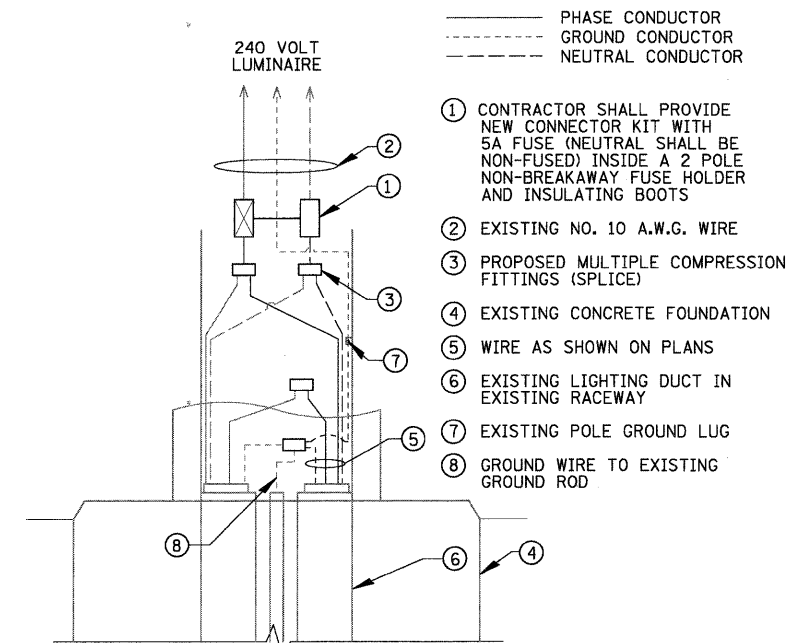 PHASE CONDUCTOR
GROUND CONDUCTOR
NEUTRAL CONDUCTOR
240 VOLT
LUMINAIRE
1 CONTRACTOR SHALL PROVIDE
NEW CONNECTOR KIT WITH
5A FUSE (NEUTRAL SHALL BE
NON-FUSED) INSIDE A 2 POLE
NON-BREAKAWAY FUSE HOLDER
AND INSULATING BOOTS
2 EXISTING NO. 10 A.W.G. WIRE
3 PROPOSED MULTIPLE COMPRESSION
FITTINGS (SPLICE)
4 EXISTING CONCRETE FOUNDATION
5 WIRE AS SHOWN ON PLANS
6 EXISTING LIGHTING DUCT IN
EXISTING RACEWAY
7 EXISTING POLE GROUND LUG
8 GROUND WIRE TO EXISTING
GROUND ROD
2
1
3
7
5
8
6
4